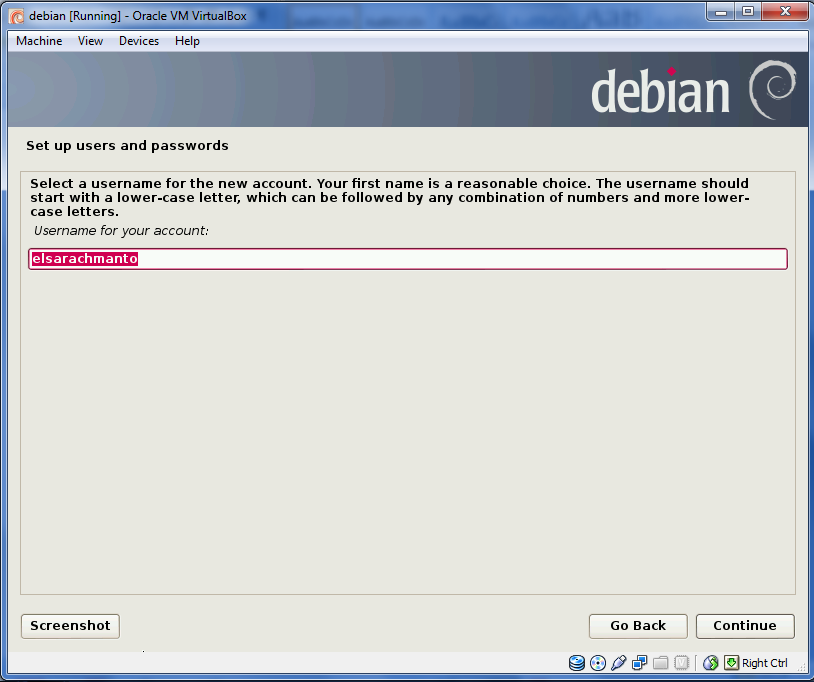 debian [Running] - Oracle VM VirtualBox
Machine View Devices Help
debian
Set up users and passwords
Select a username for the new account. Your first name is a reasonable choice. The username should
start with a lower-case letter, which can be followed by any combination of numbers and more lower-
case letters.
Username for your account:
elsarachmanto
Screenshot Go Back Continue
Right Ctrl